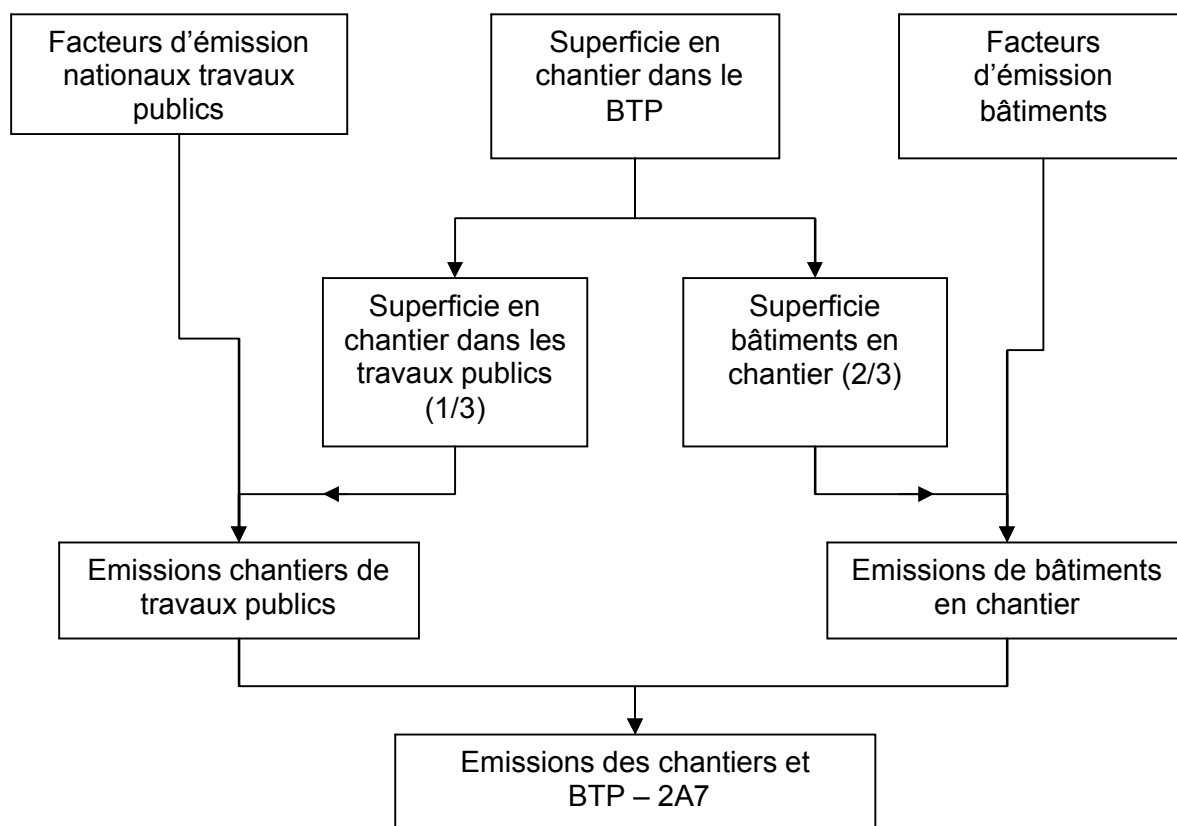 Facteurs d'émission
nationaux travaux
publics
Superficie en
chantier dans le
BTP
Facteurs
d'émission
bâtiments
Superficie en
chantier dans les
travaux publics
(1/3)
Superficie
bâtiments en
chantier (2/3)
Emissions chantiers de
travaux publics
Emissions de bâtiments
en chantier
Emissions des chantiers et
BTP – 2A7